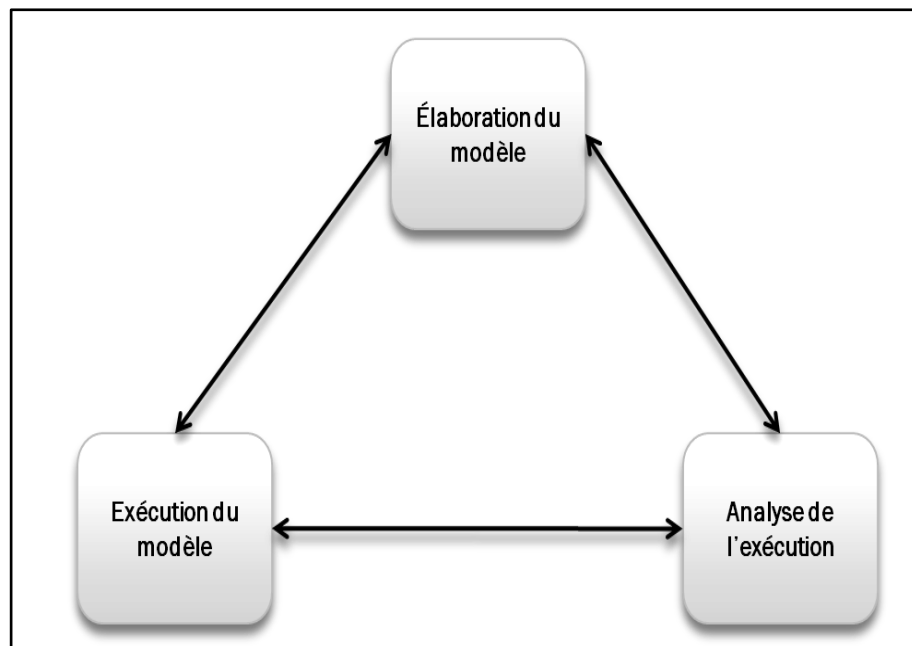 Élaboration du
modèle
Exécution du
modèle
Analyse de
l'exécution